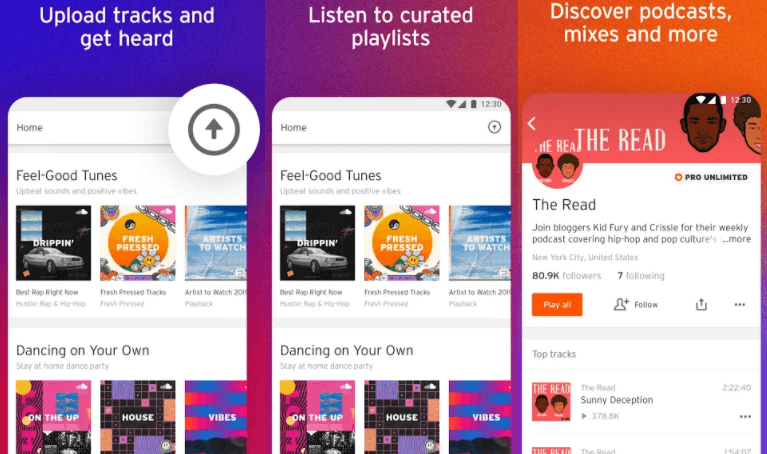 Upload tracks and
get heard
Home
Feel-Good Tunes
Upbeat sounds and positive vibes
DRIPPIN'
FRESH
PRESSED
ARTISTS
TO WATCH
Best Rap Right Now
Fresh Pressed Tracks
Artist to Watch 201
Hustle: Rap & Hip-Hop
Fresh Pressed
Playback
Dancing on Your Own
Stay at home dance party
ON THE UP
HOUSE
VIBES
Listen to curated
playlists
12:30
Home
Feel-Good Tunes
Upbeat sounds and positive vibes
DRIPPIN'
FRESH
PRESSED
ARTISTS
TO WATCH
Best Rap Right Now
Fresh Pressed Tracks
Artist to Watch 201
Hustle: Rap & Hip-Hop
Fresh Pressed
Playback
Dancing on Your Own
Stay at home dance party
ON THE UP
HOUSE
VIBES
Discover podcasts,
mixes and more
12:30
THE READ
THE READ
PRO UNLIMITED
The Read
Join bloggers Kid Fury and Crissle for their weekly
podcast covering hip-hop and pop culture's ...more
New York City, United States
80.9K followers 7 following
Play all
Follow
Top tracks
THE READ
The Read 2:22:40
Sunny Deception
378.8K
THE READ
The Read 1:54:07